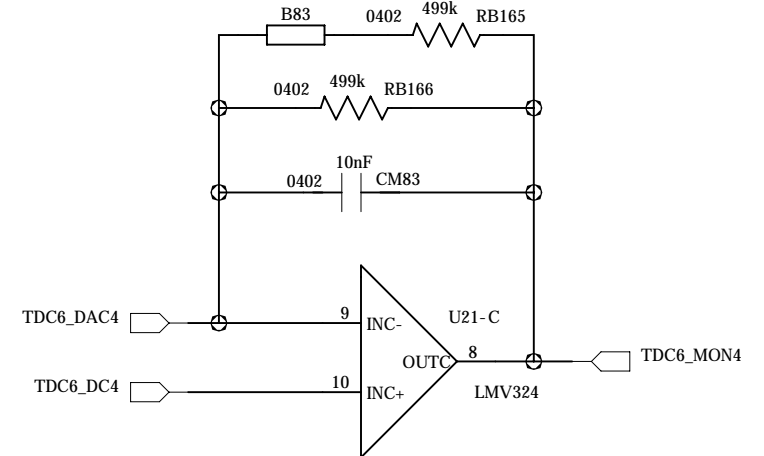 B83
0402
499k
RB165
0402
499k
RB166
10nF
0402
CM83
TDC6_DAC4
9
INC-
U21-C
OUTC
8
TDC6_MON4
TDC6_DC4
10
INC+
LMV324